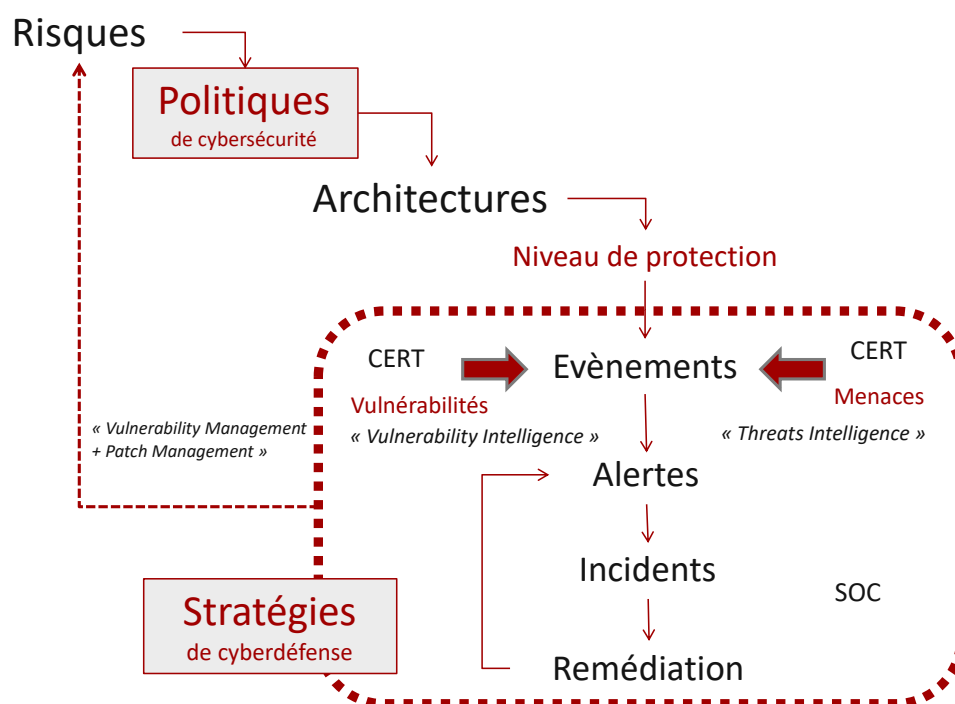 Risques
Politiques
de cybersécurité
Architectures
Niveau de protection
CERT
Evènements
CERT
Vulnérabilités
Menaces
« Vulnerability Management
+ Patch Management »
« Vulnerability Intelligence »
« Threats Intelligence »
Alertes
Incidents
SOC
Stratégies
de cyberdéfense
Remédiation